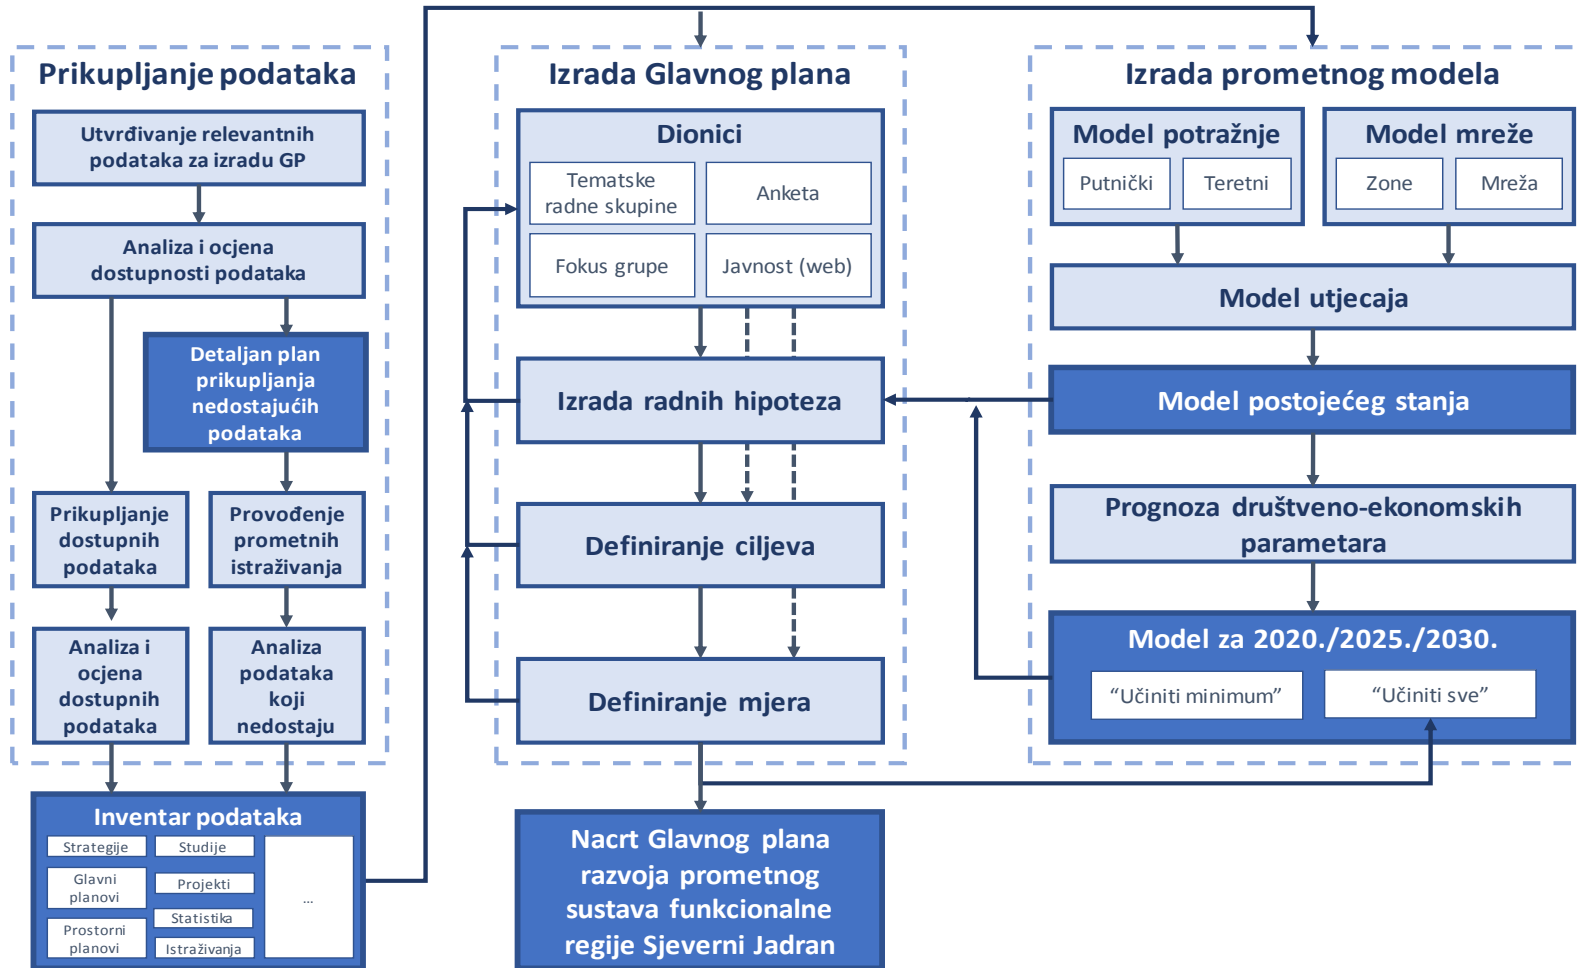 Prikupljanje podataka
Utvrđivanje relevantnih
podataka za izradu GP
Analiza i ocjena
dostupnosti podataka
Detaljan plan
prikupljanja
nedostajućih
podataka
Prikupljanje
dostupnih
podataka
Provođenje
prometnih
istraživanja
Analiza i
ocjena
dostupnih
podataka
Analiza
podataka
koji
nedostaju
Inventar podataka
Strategije
Glavni
planovi
Prostorni
planovi
Studije
Projekti
Statistika
Istraživanja
...
Izrada Glavnog plana
Dionici
Tematske
radne skupine
Anketa
Fokus grupe
Javnost (web)
Izrada radnih hipoteza
Definiranje ciljeva
Definiranje mjera
Nacrt Glavnog plana
razvoja prometnog
sustava funkcionalne
regije Sjeverni Jadran
Izrada prometnog modela
Model potražnje
Putnički
Teretni
Model mreže
Zone
Mreža
Model utjecaja
Model postojećeg stanja
Prognoza društveno-ekonomskih
parametara
Model za 2020./2025./2030.
“Učiniti minimum”
“Učiniti sve”